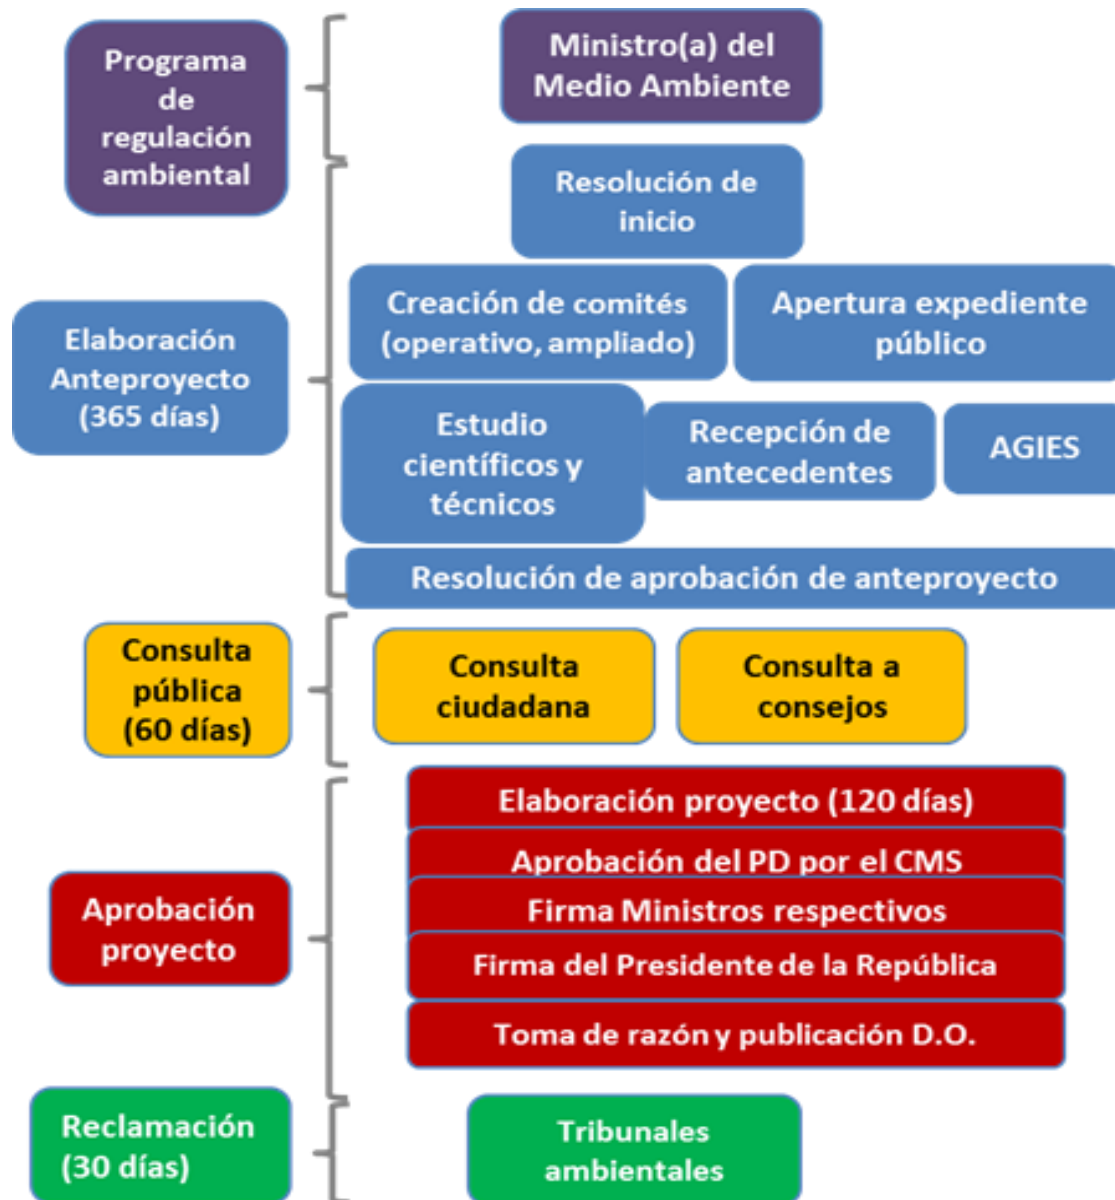 Programa
de
regulación
ambiental
Ministro(a) del
Medio Ambiente
Elaboración
Anteproyecto
(365 días)
Resolución de
inicio
Creación de comités
(operativo, ampliado)
Apertura expediente
público
Estudio
científicos y
técnicos
Recepción de
antecedentes
AGIES
Resolución de aprobación de anteproyecto
Consulta
pública
(60 días)
Consulta
ciudadana
Consulta a
consejos
Aprobación
proyecto
Elaboración proyecto (120 días)
Aprobación del PD por el CMS
Firma Ministros respectivos
Firma del Presidente de la República
Toma de razón y publicación D.O.
Reclamación
(30 días)
Tribunales
ambientales